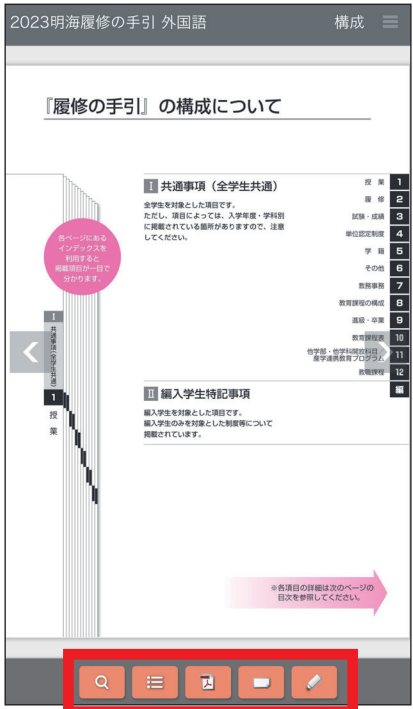 2023明海履修の手引 外国語
構成
『履修の手引』の構成について
各ページにある
インデックスを
利用すると
掲載項目が一目で
分かります。
I
共通事項(全学生共通)
1
授業
I 共通事項(全学生共通)
全学生を対象とした項目です。
ただし、項目によっては、入学年度・学科別
に掲載されている箇所がありますので、注意
してください。
II 編入学生特記事項
編入学生を対象とした項目です。
編入学生のみを対象とした制度等について
掲載されています。
授業 1
履修 2
試験・成績 3
単位認定制度 4
学籍 5
その他 6
教務事務 7
教育課程の構成 8
進級・卒業 9
教育課程表 10
他学部・他学科開放科目
産学連携教育プログラム 11
教職課程 12
編
※各項目の詳細は次のページの
目次を参照してください。